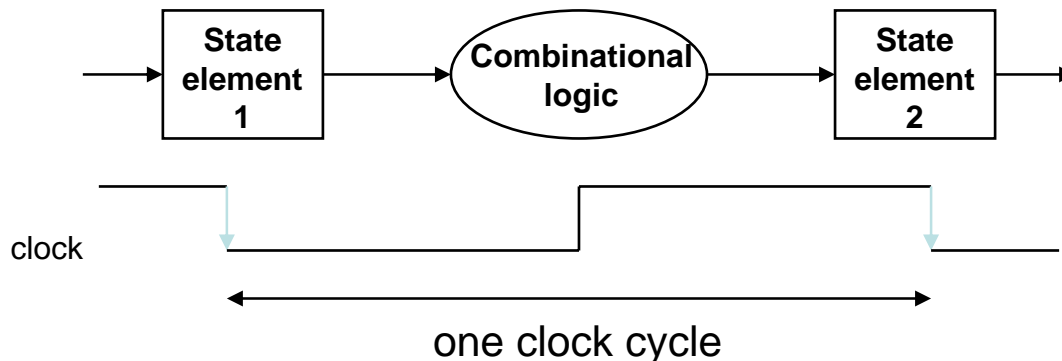 State
element
1
Combinational
logic
State
element
2
clock
one clock cycle